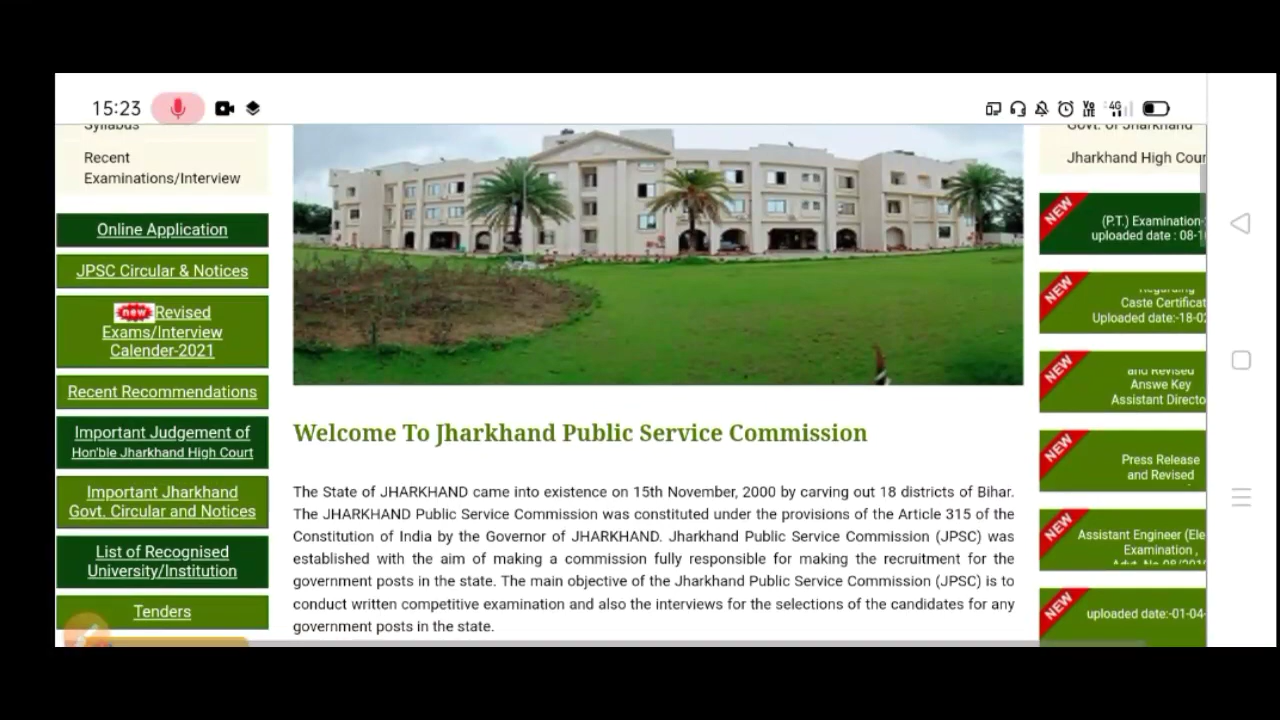 15:23
Syllabus
Recent
Examinations/Interview
Online Application
JPSC Circular & Notices
new Revised
Exams/Interview
Calender-2021
Recent Recommendations
Important Judgement of
Hon'ble Jharkhand High Court
Important Jharkhand
Govt. Circular and Notices
List of Recognised
University/Institution
Tenders
Welcome To Jharkhand Public Service Commission
The State of JHARKHAND came into existence on 15th November, 2000 by carving out 18 districts of Bihar.
The JHARKHAND Public Service Commission was constituted under the provisions of the Article 315 of the
Constitution of India by the Governor of JHARKHAND. Jharkhand Public Service Commission (JPSC) was
established with the aim of making a commission fully responsible for making the recruitment for the
government posts in the state. The main objective of the Jharkhand Public Service Commission (JPSC) is to
conduct written competitive examination and also the interviews for the selections of the candidates for any
government posts in the state.
Vo LTE 4G
Govt. of Jharkhand
Jharkhand High Cour
NEW
(P.T.) Examination-
uploaded date : 08-1
NEW
Regarding
Caste Certificat
Uploaded date:-18-0
NEW
and Revised
Answe Key
Assistant Directo
NEW
Press Release
and Revised
NEW
Assistant Engineer (Ele
Examination ,
NEW
uploaded date:-01-04-